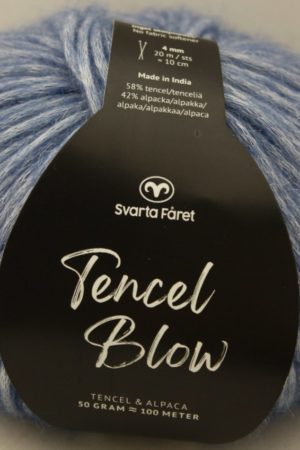 No fabric softener
4 mm
20 m / sts
≈ 10 cm
Made in India
58% tencel/tenceliä
42% alpacka/alpakka/
alpaka/alpakkaa/alpaca
Svarta Fåret
Tencel
Blow
TENCEL & ALPACA
50 GRAM ≈ 100 METER